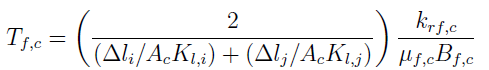 T_{f,c} = \left( \frac{2}{(\Delta l_i / A_c K_{l,i}) + (\Delta l_j / A_c K_{l,j})} \right) \frac{k_{rf,c}}{\mu_{f,c} B_{f,c}}